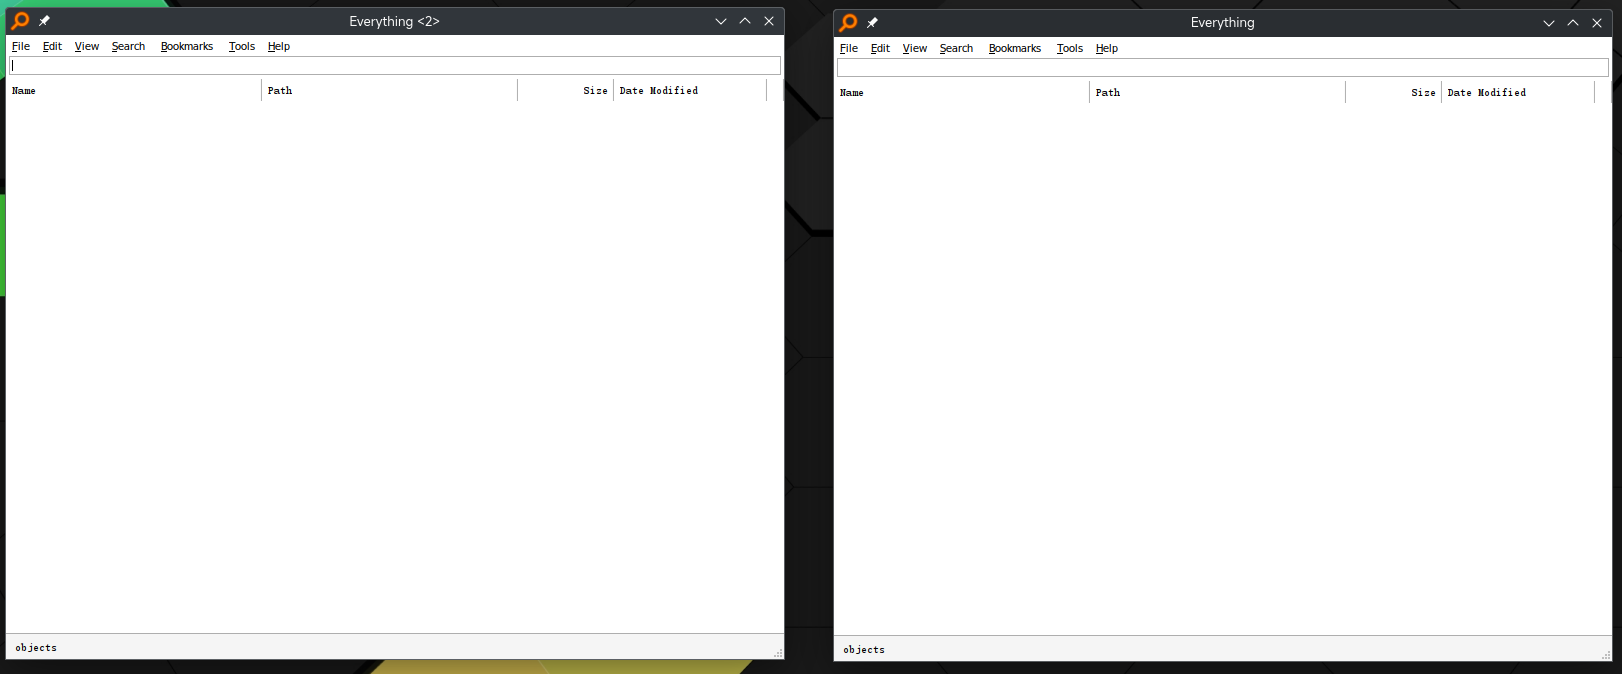 Everything <2>
File Edit View Search Bookmarks Tools Help
Name Path Size Date Modified
objects
Everything
File Edit View Search Bookmarks Tools Help
Name Path Size Date Modified
objects